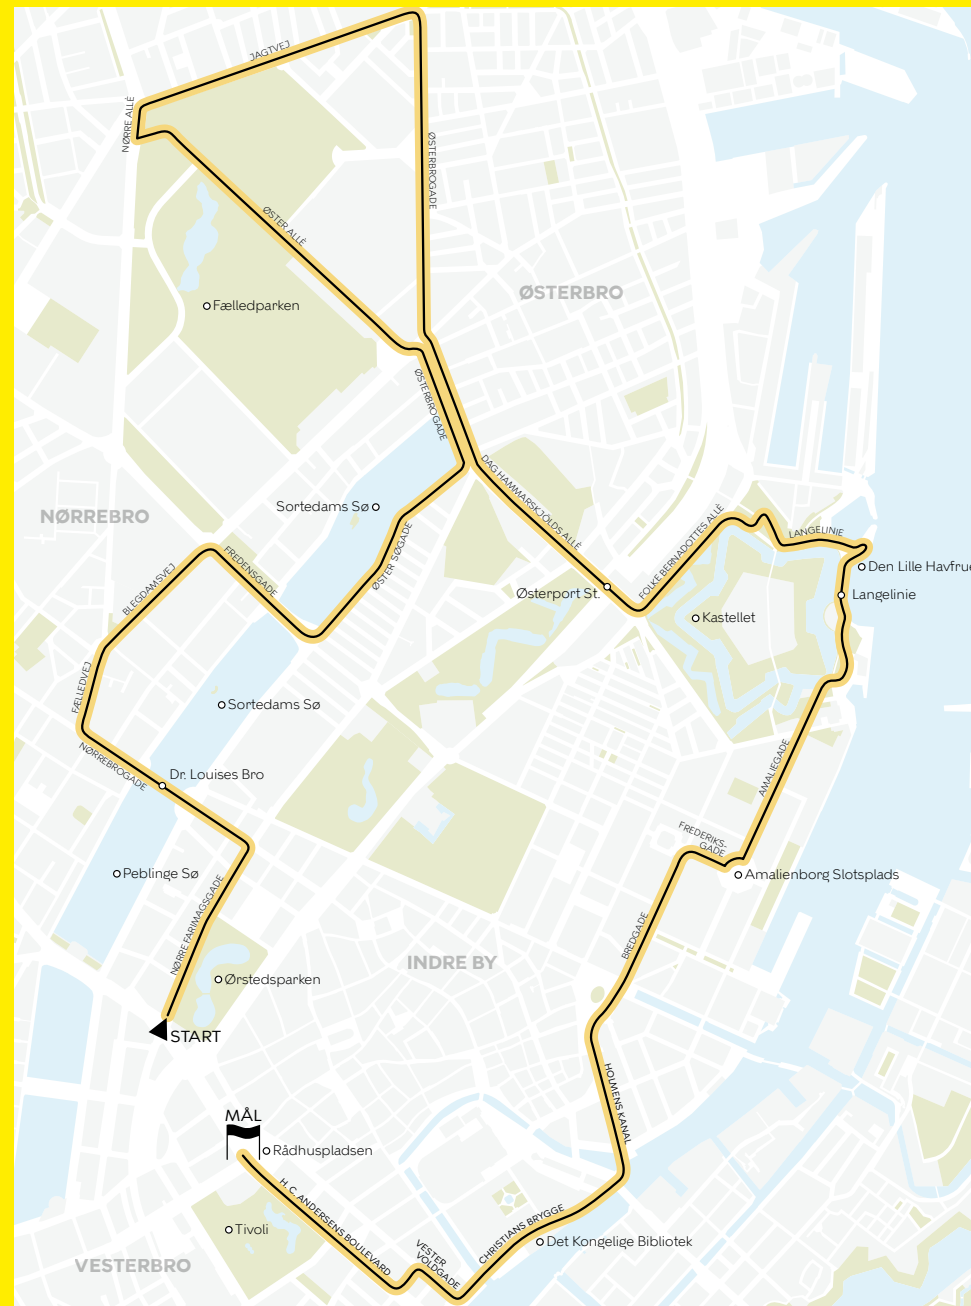 JAGTVEJ
NØRRE ALLÉ
ØSTERBROGADE
ØSTER ALLÉ
ØSTERBRO
Fælledparken
ØSTERBROGADE
DAG HAMMARSKJÖLDS ALLÉ
Sortedams Sø
NØRREBRO
FOLKE BERNADOTTES ALLÉ
LANGELINIE
FREDENSGADE
ØSTER SØGADE
BLEGDAMSVEJ
Den Lille Havfrue
Østerport St.
Langelinie
Kastellet
FÆLLEDVEJ
Sortedams Sø
NØRREBROGADE
Dr. Louises Bro
AMALIEGADE
FREDERIKS-
GADE
Peblinge Sø
Amalienborg Slotsplads
NØRRE FARIMAGSGADE
BREDGADE
INDRE BY
Ørstedsparken
START
HOLMENS KANAL
MÅL
Rådhuspladsen
H. C. ANDERSENS BOULEVARD
Tivoli
CHRISTIANS BRYGGE
VESTER
VOLDGADE
Det Kongelige Bibliotek
VESTERBRO